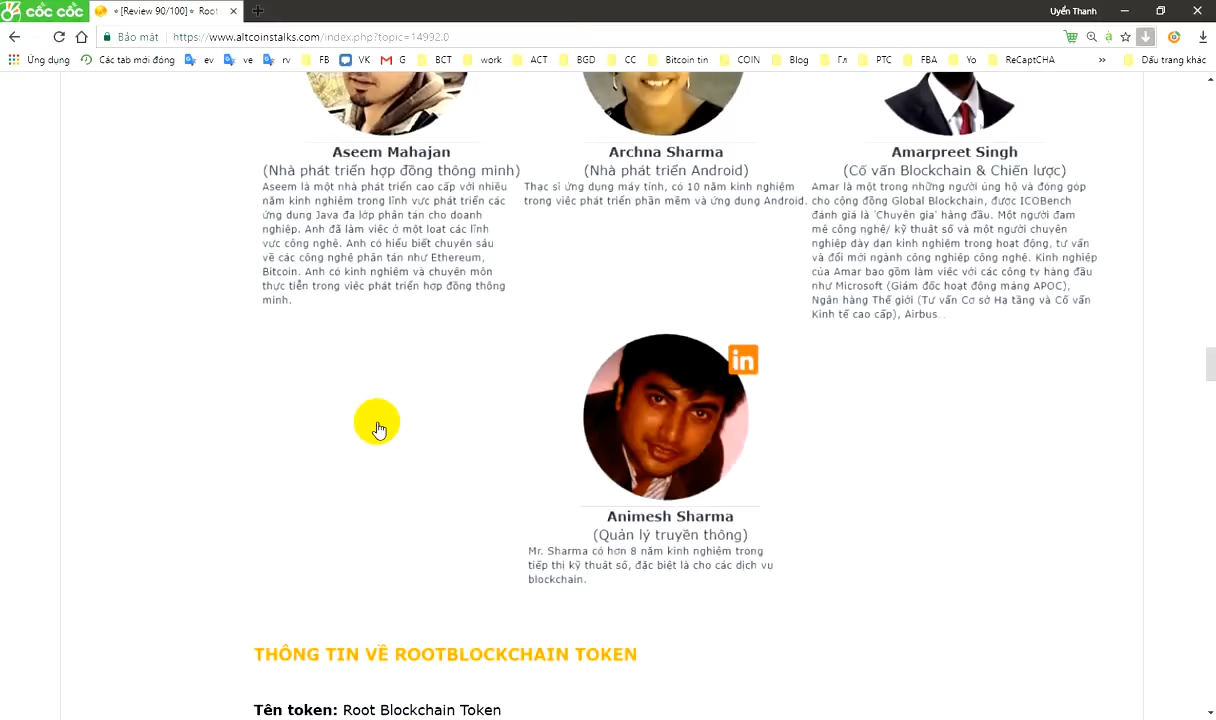 cốc cốc
[Review 90/100] Root
Uyển Thanh
Bảo mật
https://www.altcoinstalks.com/index.php?topic=14992.0
Ứng dụng
Các tab mới đóng
ev
ve
rv
FB
VK
G
BCT
work
ACT
BGD
CC
Bitcoin tin
COIN
Blog
Гл
PTC
FBA
Yo
ReCaptCHA
»
Dấu trang khác
Aseem Mahajan
(Nhà phát triển hợp đồng thông minh)
Aseem là một nhà phát triển cao cấp với nhiều
năm kinh nghiệm trong lĩnh vực phát triển các
ứng dụng Java đa lớp phân tán cho doanh
nghiệp. Anh đã làm việc ở một loạt các lĩnh
vực công nghệ. Anh có hiểu biết chuyên sâu
về các công nghệ phân tán như Ethereum,
Bitcoin. Anh có kinh nghiệm và chuyên môn
thực tiễn trong việc phát triển hợp đồng thông
minh.
Archna Sharma
(Nhà phát triển Android)
Thạc sĩ ứng dụng máy tính, có 10 năm kinh nghiệm
trong việc phát triển phần mềm và ứng dụng Android.
Amarpreet Singh
(Cố vấn Blockchain & Chiến lược)
Amar là một trong những người ủng hộ và đóng góp
cho cộng đồng Global Blockchain, được ICOBench
đánh giá là 'Chuyên gia' hàng đầu. Một người đam
mê công nghệ/ kỹ thuật số và một người chuyên
nghiệp dày dạn kinh nghiệm trong hoạt động, tư vấn
và đổi mới ngành công nghiệp công nghệ. Kinh nghiệp
của Amar bao gồm làm việc với các công ty hàng đầu
như Microsoft (Giám đốc hoạt động mảng APOC),
Ngân hàng Thế giới (Tư vấn Cơ sở Hạ tầng và Cố vấn
Kinh tế cao cấp), Airbus...
in
Animesh Sharma
(Quản lý truyền thông)
Mr. Sharma có hơn 8 năm kinh nghiệm trong
tiếp thị kỹ thuật số, đặc biệt là cho các dịch vụ
blockchain.
THÔNG TIN VỀ ROOTBLOCKCHAIN TOKEN
Tên token: Root Blockchain Token